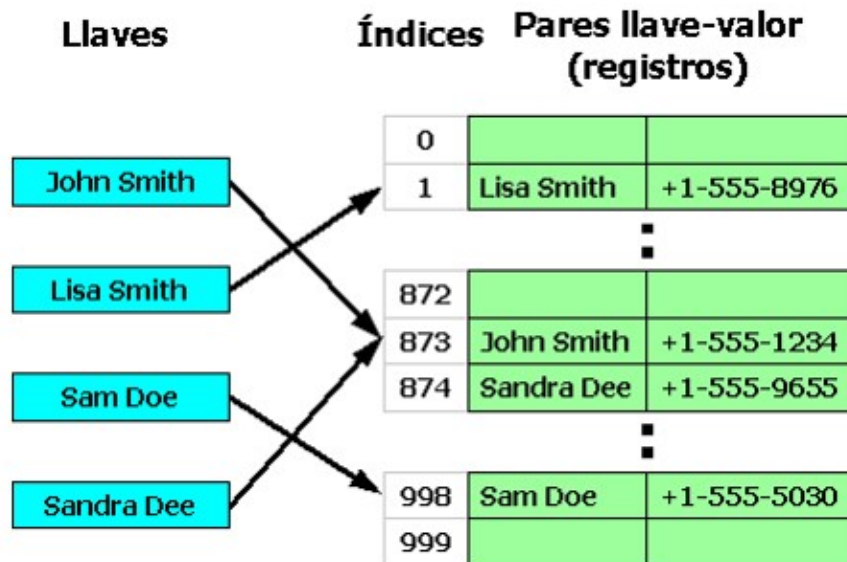 Llaves
Índices
Pares llave-valor
(registros)
John Smith
Lisa Smith
Sam Doe
Sandra Dee
0
1 Lisa Smith +1-555-8976
872
873 John Smith +1-555-1234
874 Sandra Dee +1-555-9655
998 Sam Doe +1-555-5030
999